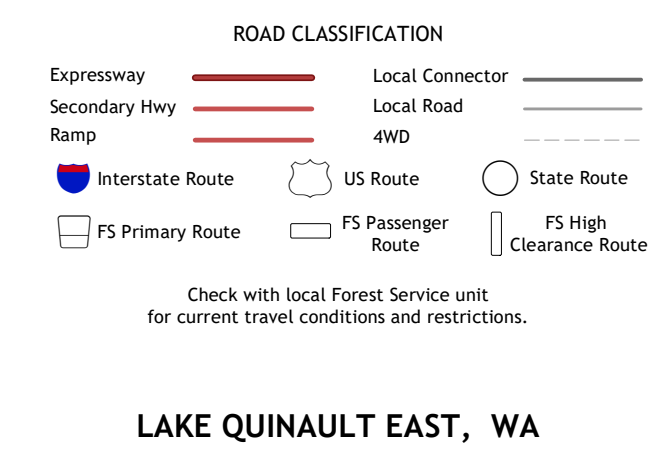 ROAD CLASSIFICATION
Expressway
Local Connector
Secondary Hwy
Local Road
Ramp
4WD
Interstate Route
US Route
State Route
FS Primary Route
FS Passenger
Route
FS High
Clearance Route
Check with local Forest Service unit
for current travel conditions and restrictions.
LAKE QUINAULT EAST, WA